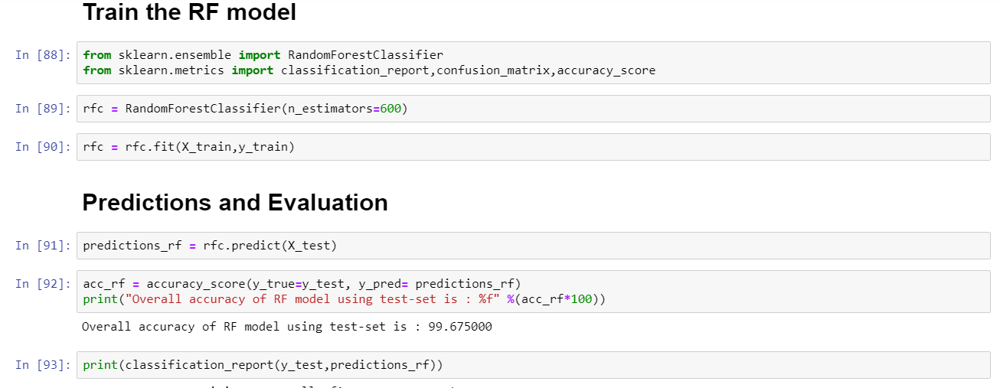 Train the RF model
In [88]: from sklearn.ensemble import RandomForestClassifier
from sklearn.metrics import classification_report,confusion_matrix,accuracy_score
In [89]: rfc = RandomForestClassifier(n_estimators=600)
In [90]: rfc = rfc.fit(X_train,y_train)
Predictions and Evaluation
In [91]: predictions_rf = rfc.predict(X_test)
In [92]: acc_rf = accuracy_score(y_true=y_test, y_pred= predictions_rf)
print("Overall accuracy of RF model using test-set is : %f" %(acc_rf*100))
Overall accuracy of RF model using test-set is : 99.675000
In [93]: print(classification_report(y_test,predictions_rf))